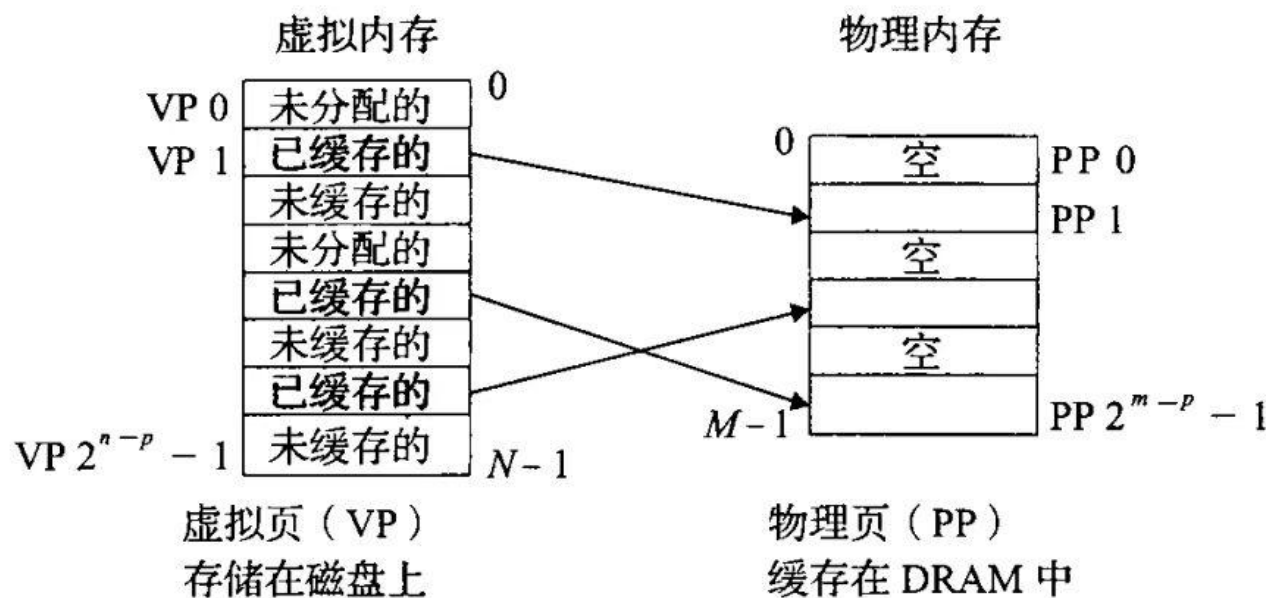 虚拟内存
物理内存
VP 0 未分配的 0
VP 1 已缓存的
未缓存的
未分配的
已缓存的
未缓存的
已缓存的
VP 2^{n-p} - 1 未缓存的 N-1
0 空 PP 0
PP 1
空
空
M-1 PP 2^{m-p} - 1
虚拟页（VP）
存储在磁盘上
物理页（PP）
缓存在 DRAM 中